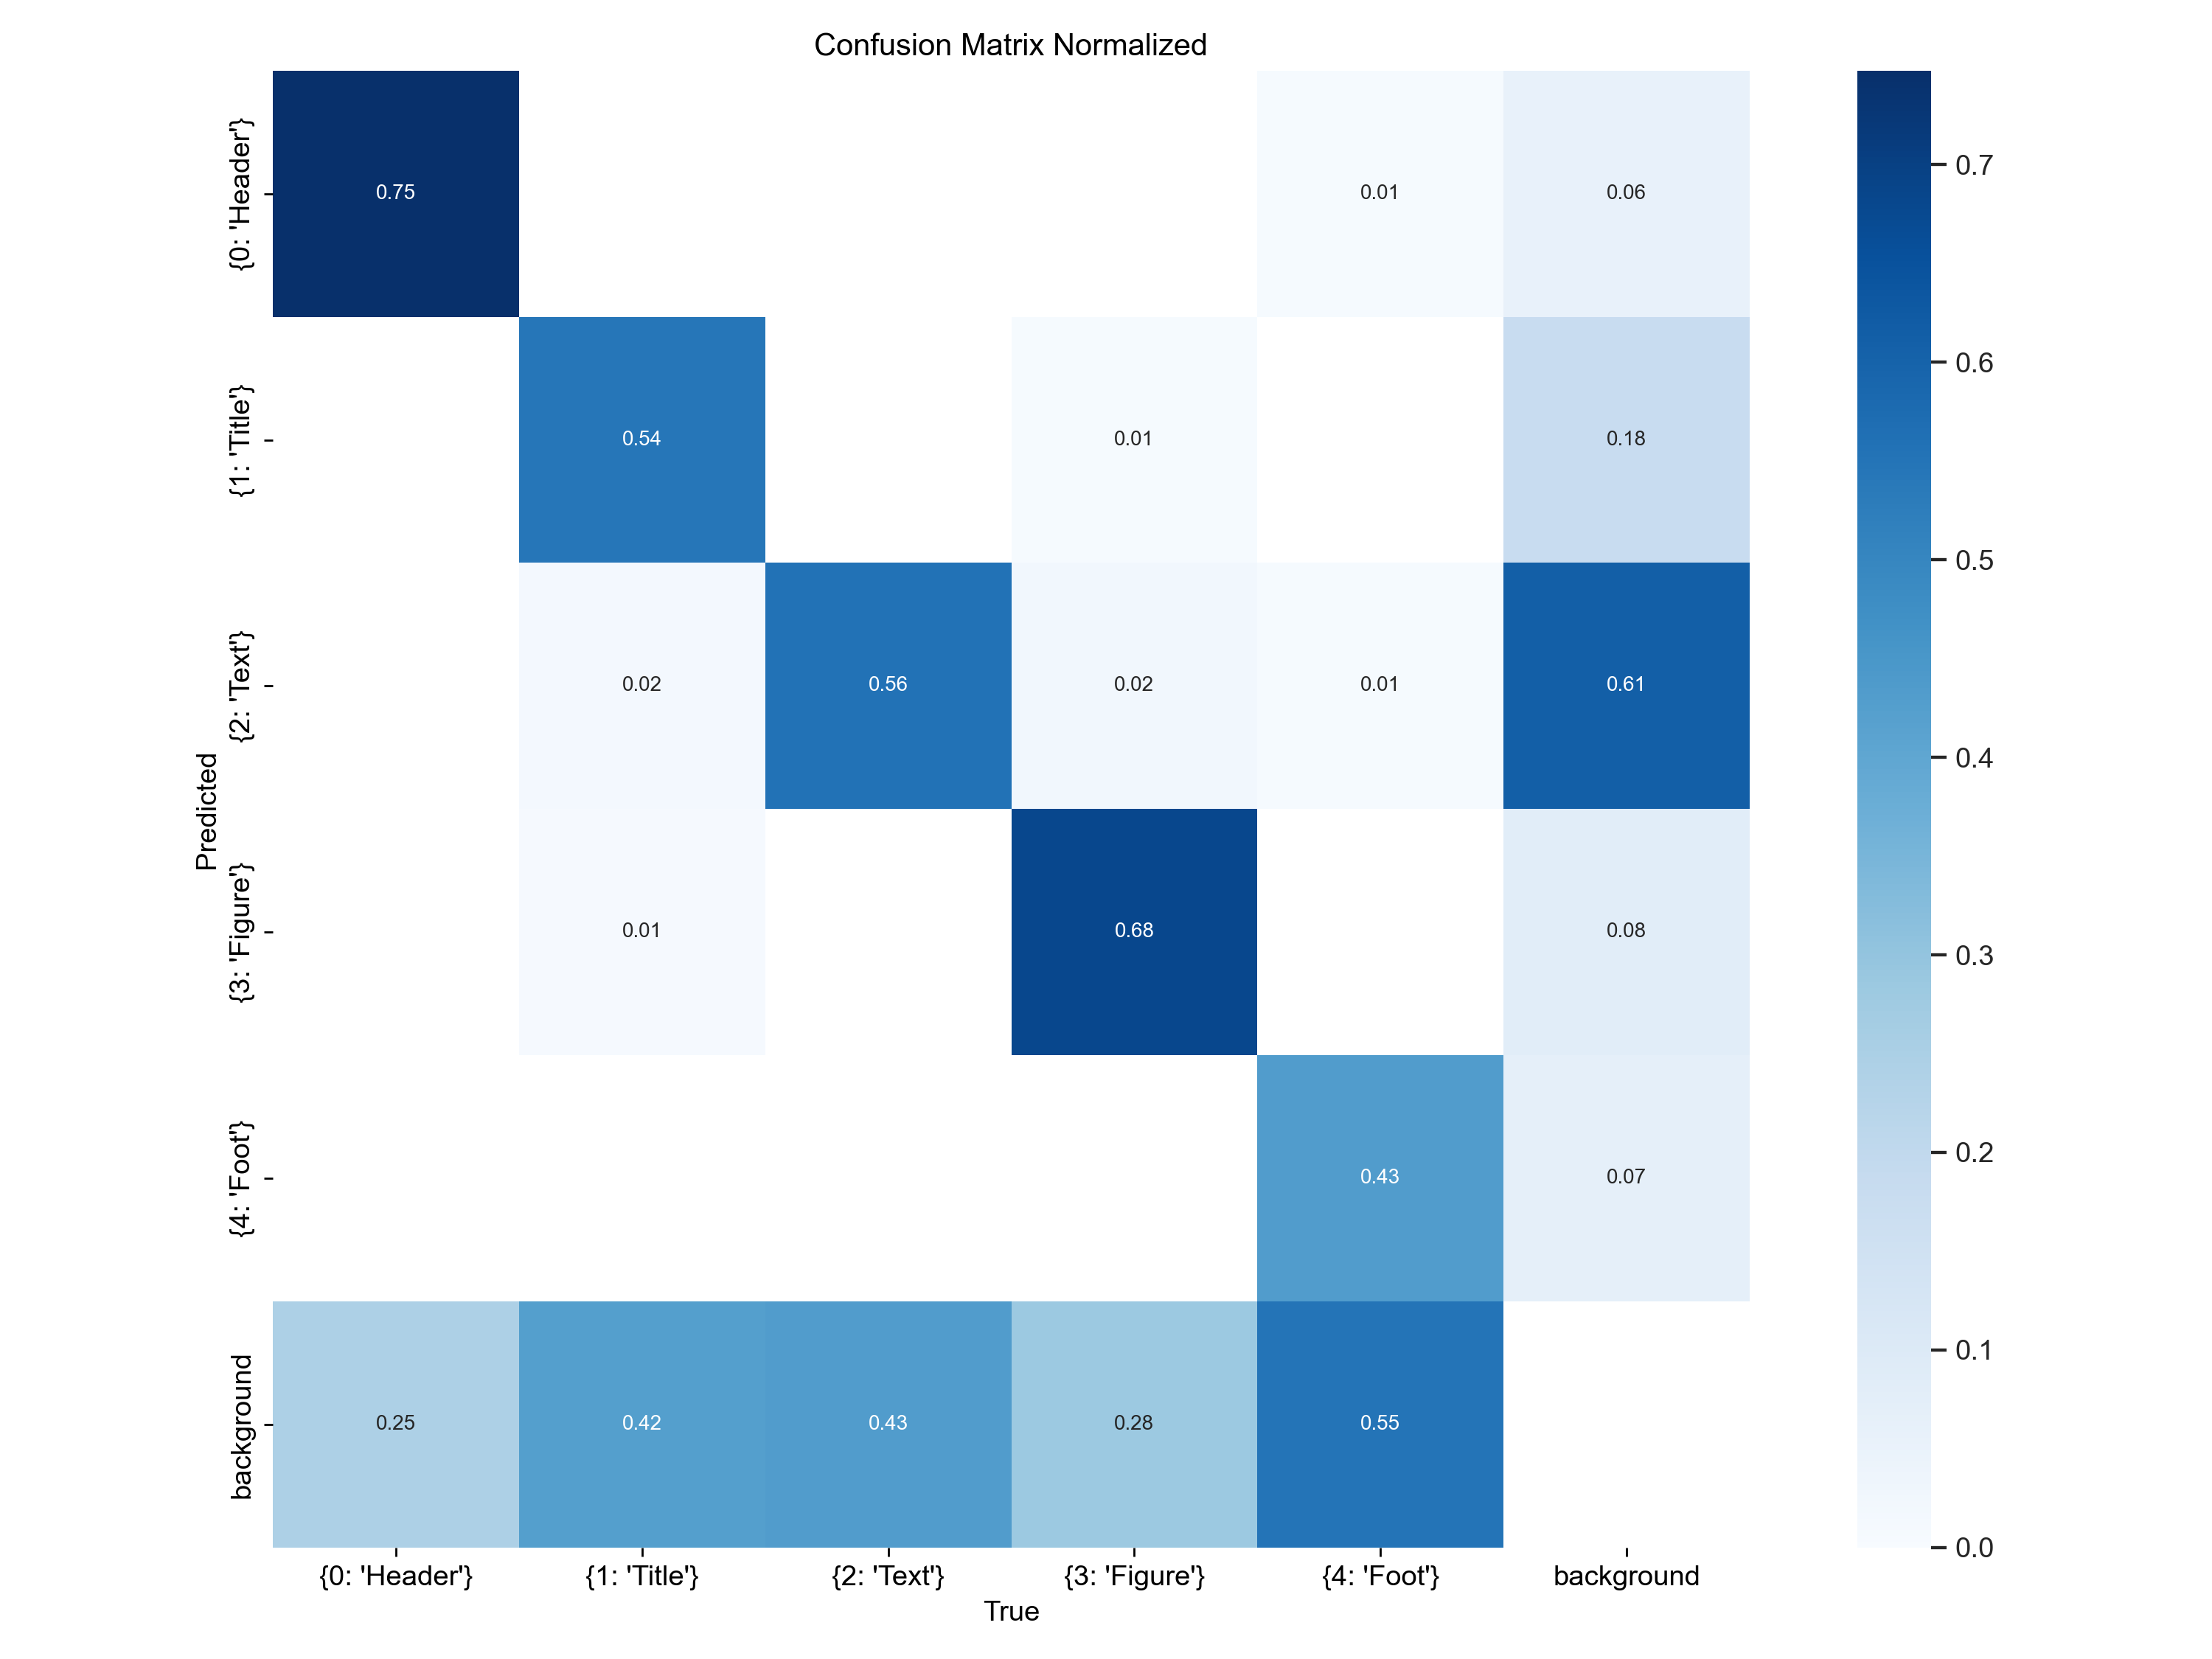 Confusion Matrix Normalized
{0: 'Header'}
0.75
0.01
0.06
{1: 'Title'}
0.54
0.01
0.18
{2: 'Text'}
0.02
0.56
0.02
0.01
0.61
{3: 'Figure'}
0.01
0.68
0.08
{4: 'Foot'}
0.43
0.07
background
0.25
0.42
0.43
0.28
0.55
Predicted
{0: 'Header'}
{1: 'Title'}
{2: 'Text'}
{3: 'Figure'}
{4: 'Foot'}
background
True
0.7
0.6
0.5
0.4
0.3
0.2
0.1
0.0